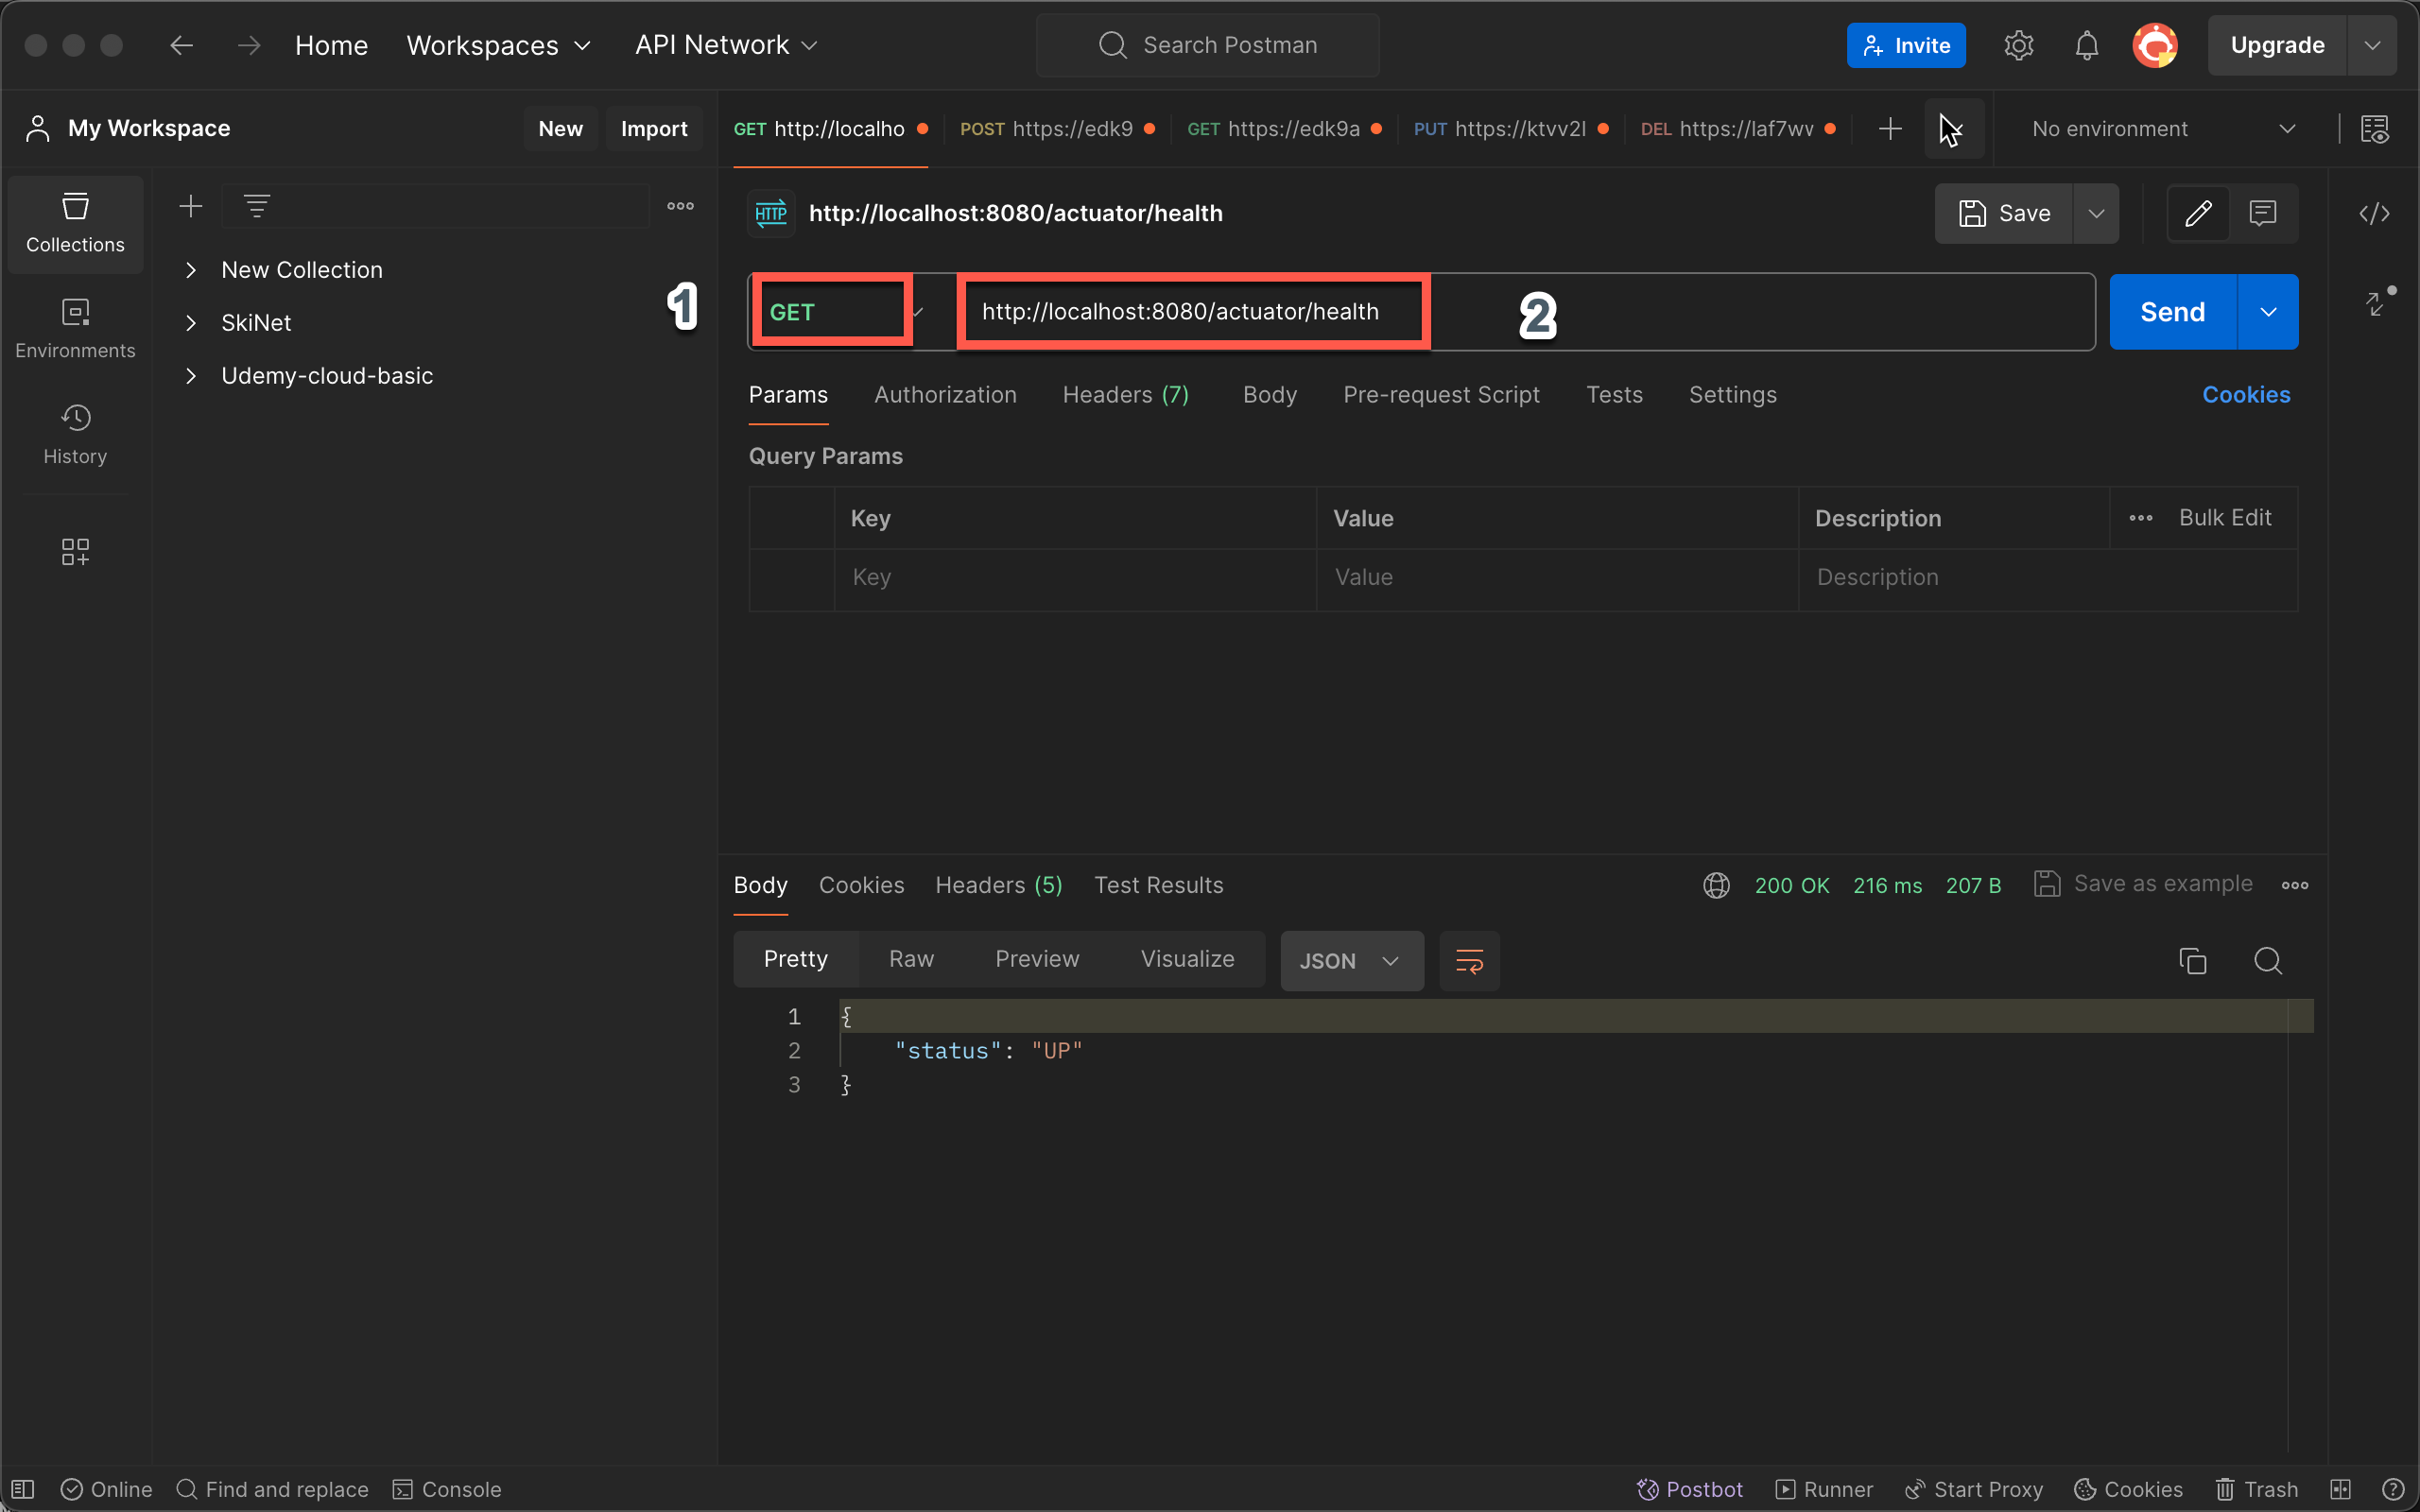 Home Workspaces API Network Search Postman Invite Upgrade
My Workspace New Import GET http://localho POST https://edk9 GET https://edk9a PUT https://ktvv2l DEL https://laf7wv No environment
Collections
HTTP http://localhost:8080/actuator/health Save
New Collection
1 GET http://localhost:8080/actuator/health 2 Send
SkiNet
Environments
Udemy-cloud-basic
Params Authorization Headers (7) Body Pre-request Script Tests Settings Cookies
History
Query Params
Key Value Description Bulk Edit
Key Value Description
Body Cookies Headers (5) Test Results 200 OK 216 ms 207 B Save as example
Pretty Raw Preview Visualize JSON
1 {
2 "status": "UP"
3 }
Online Find and replace Console Postbot Runner Start Proxy Cookies Trash